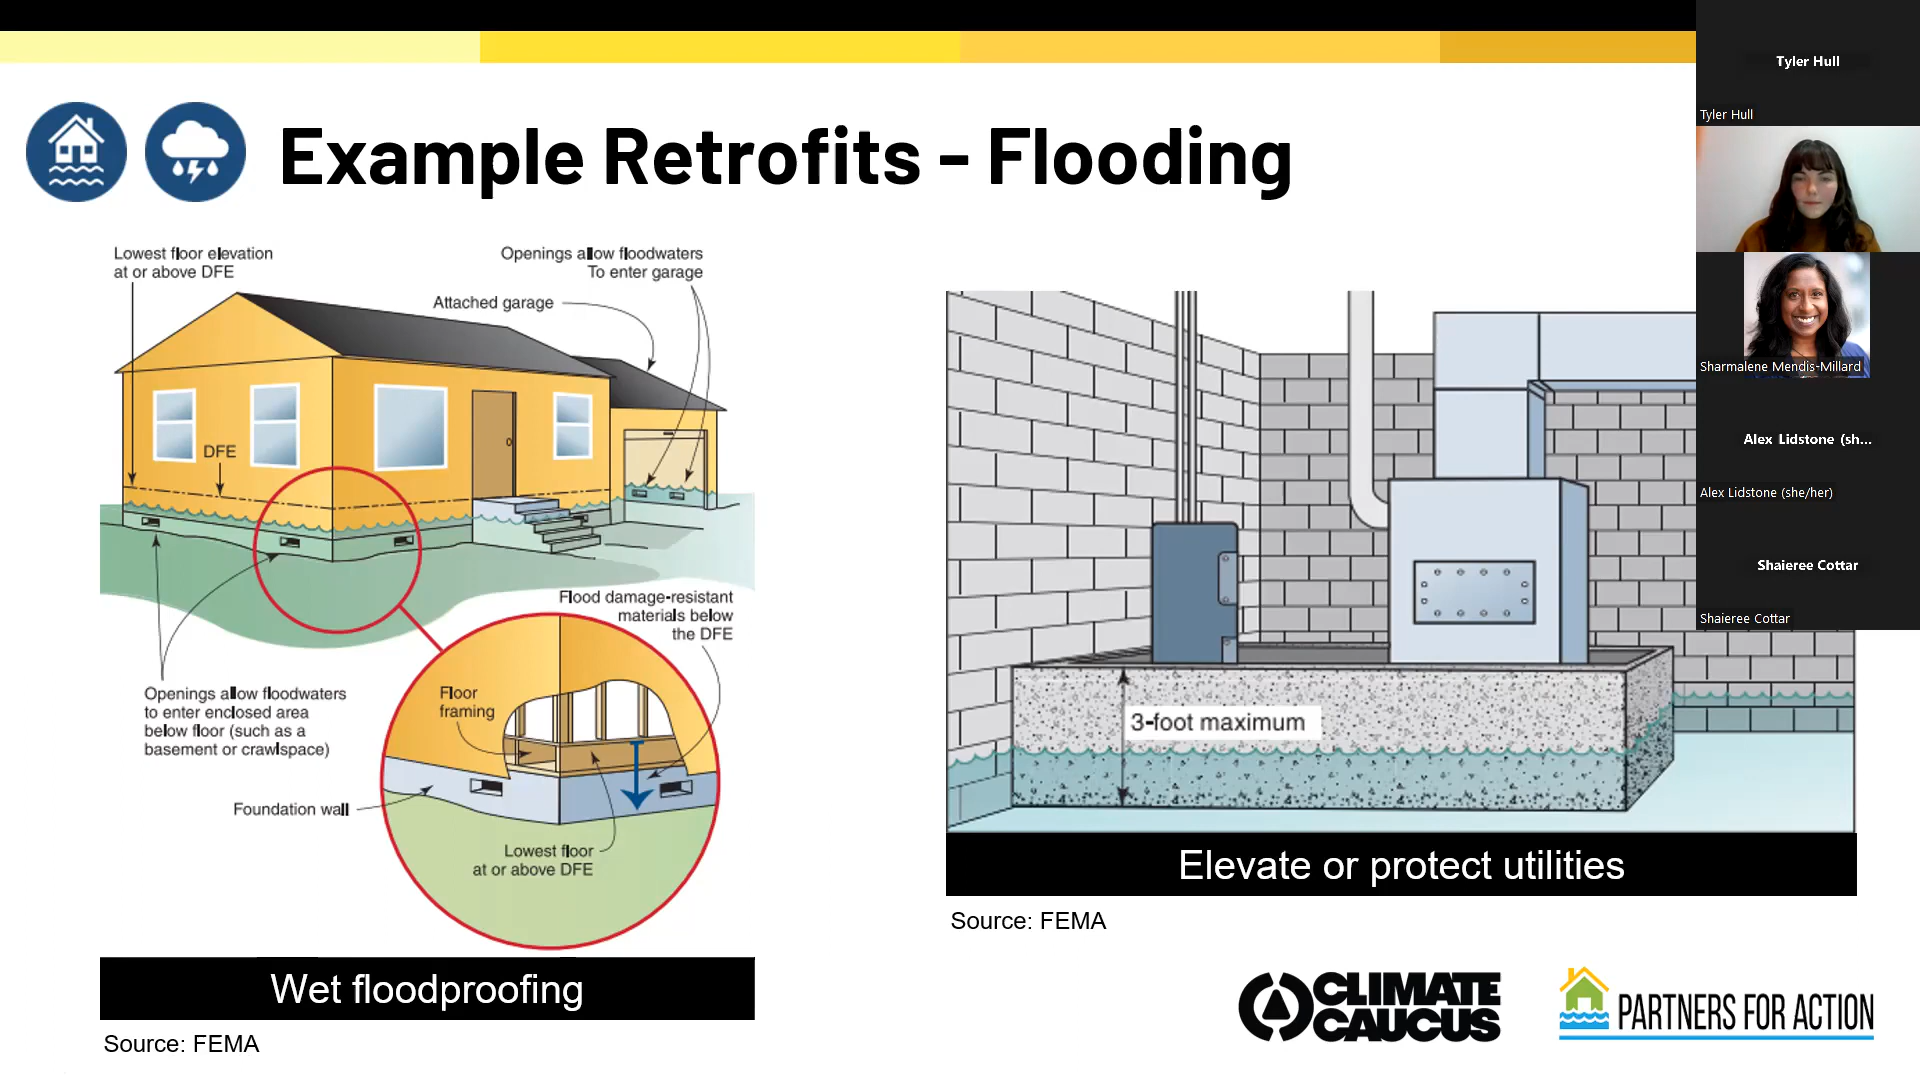 Example Retrofits - Flooding
Lowest floor elevation
at or above DFE
Openings allow floodwaters
To enter garage
Attached garage
DFE
Flood damage-resistant
materials below
the DFE
Openings allow floodwaters
to enter enclosed area
below floor (such as a
basement or crawlspace)
Floor
framing
Foundation wall
Lowest floor
at or above DFE
Wet floodproofing
Source: FEMA
3-foot maximum
Elevate or protect utilities
Source: FEMA
CLIMATE
CAUCUS
PARTNERS FOR ACTION
Tyler Hull
Tyler Hull
Sharmalene Mendis-Millard
Alex Lidstone (sh...
Alex Lidstone (she/her)
Shaieree Cottar
Shaieree Cottar